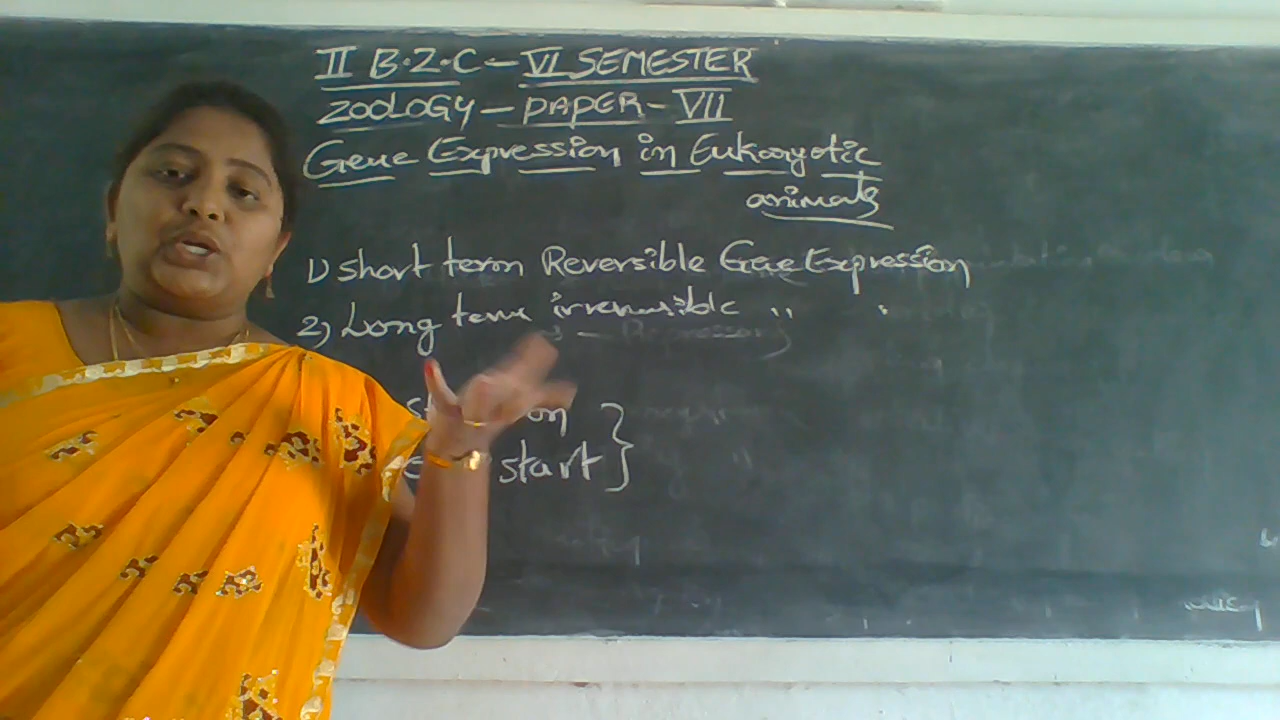 II B.Z.C - VI SEMESTER
ZOOLOGY - PAPER - VII
Gene Expression in Eukaryotic
animals
1) Short term Reversible Gene Expression
2) Long term irreversible " "
on
start